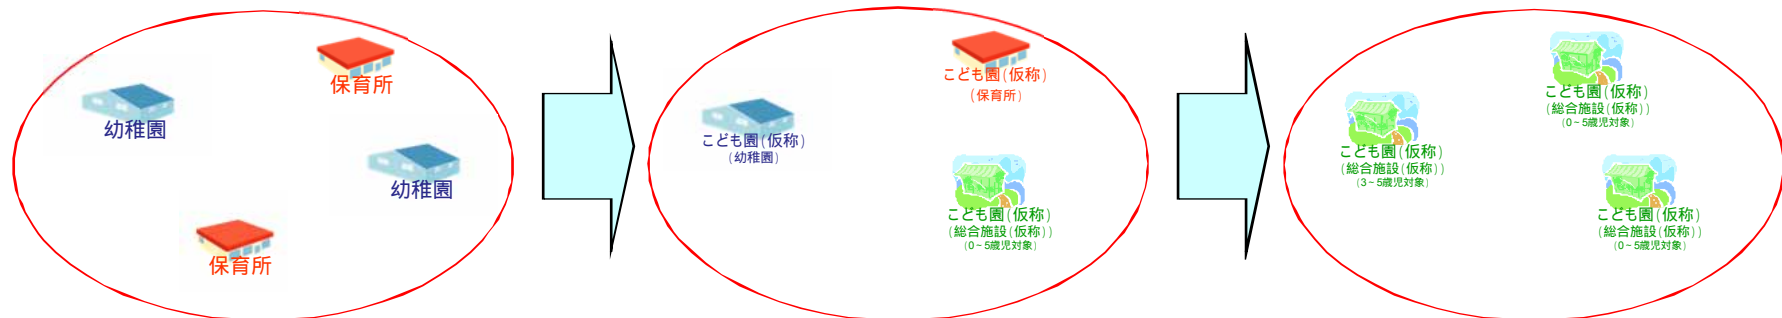 保育所
幼稚園
幼稚園
保育所
こども園(仮称)
(保育所)
こども園(仮称)
(幼稚園)
こども園(仮称)
(総合施設(仮称))
(0~5歳児対象)
こども園(仮称)
(総合施設(仮称))
(0~5歳児対象)
こども園(仮称)
(総合施設(仮称))
(3~5歳児対象)
こども園(仮称)
(総合施設(仮称))
(0~5歳児対象)